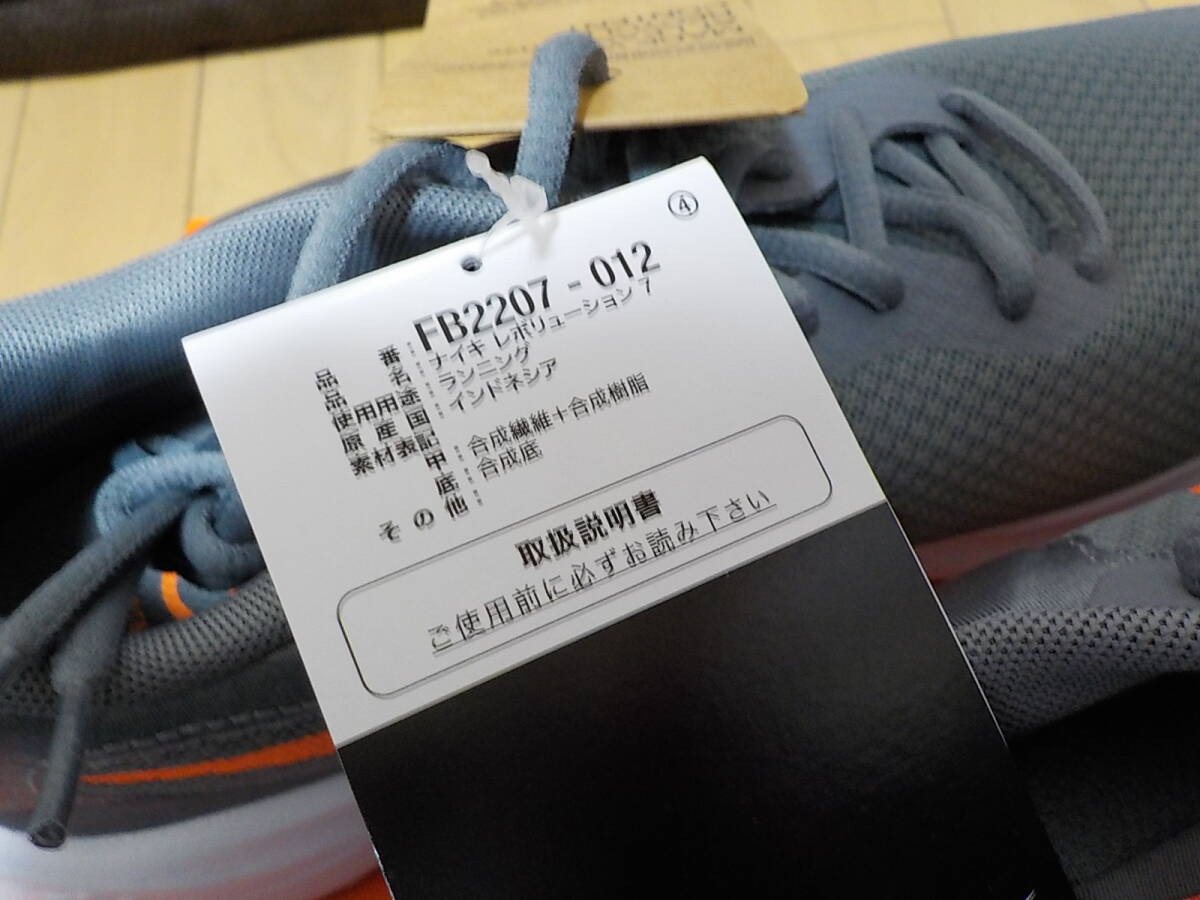 ④
品番：FB2207-012
品名：ナイキ レボリューション 7
使用用途：ランニング
原産国：インドネシア
素材表記
甲：合成繊維＋合成樹脂
底：合成底
その他：
取扱説明書
ご使用前に必ずお読み下さい